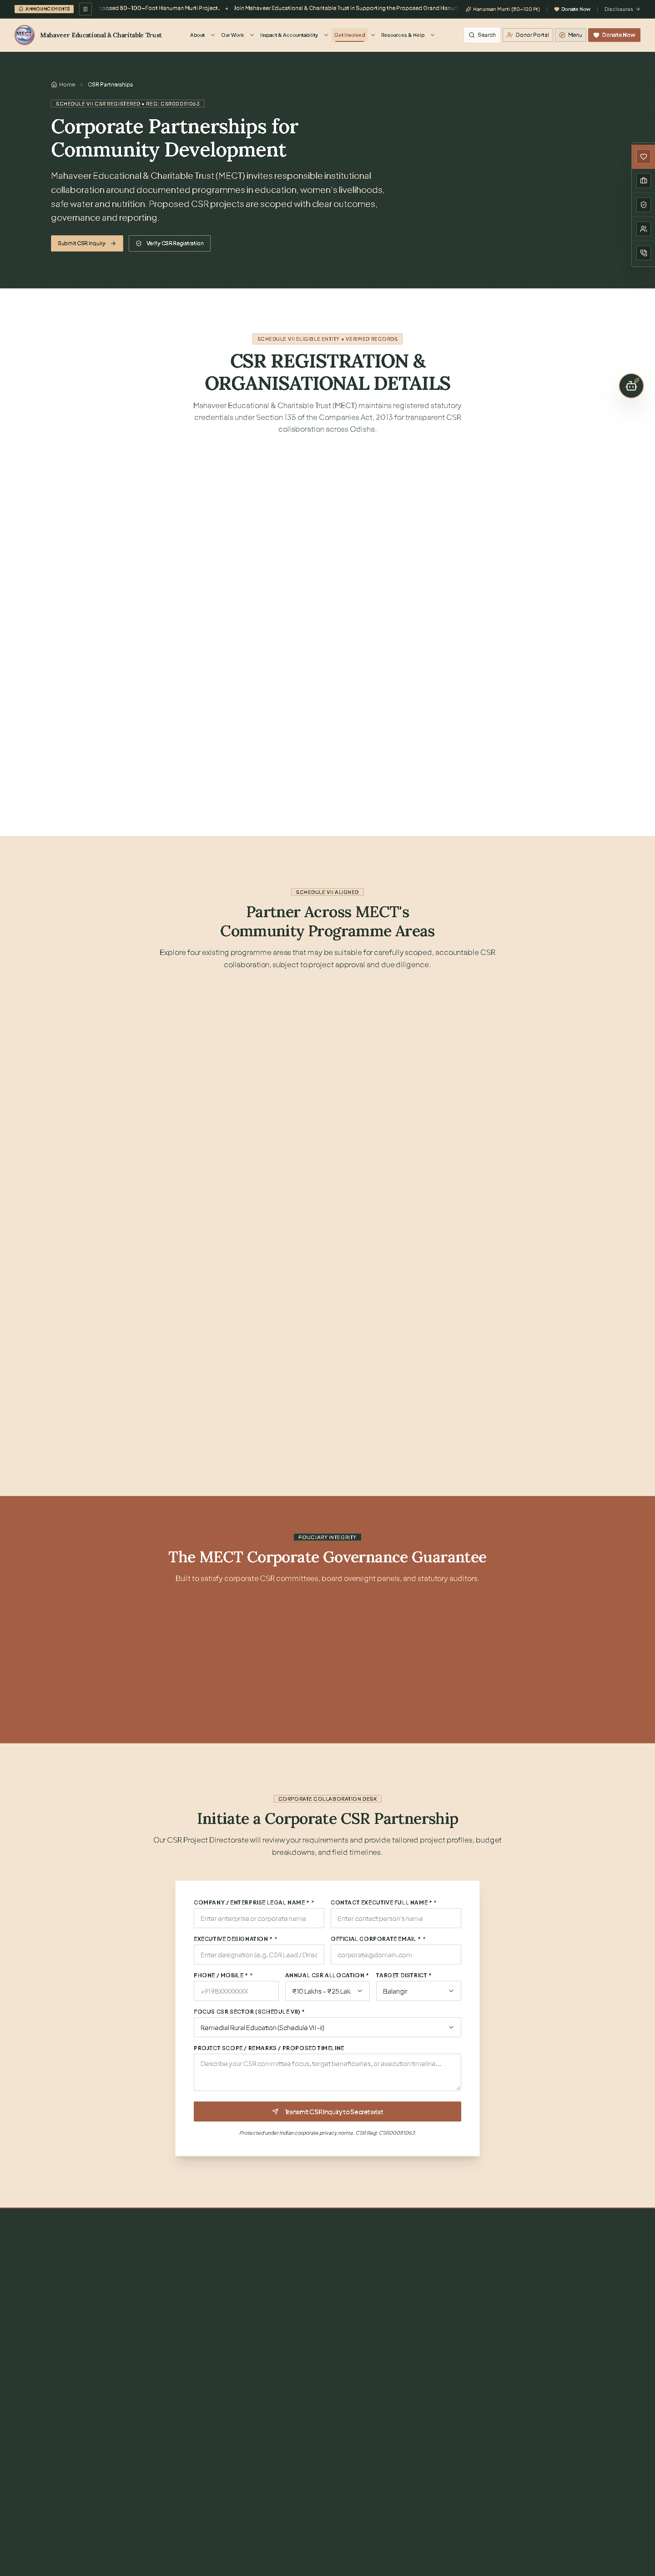 ANNOUNCEMENTS
posed 50-100-Foot Hanuman Murti Project. • Join Mahaveer Educational & Charitable Trust in Supporting the Proposed Grand Hanum
Hanuman Murti (50–100 Ft)
Donate Now
Disclosures
MECT
Mahaveer Educational & Charitable Trust
About
Our Work
Impact & Accountability
Get Involved
Resources & Help
Search
Donor Portal
Menu
Donate Now
Home > CSR Partnerships
SCHEDULE VII CSR REGISTERED • REG: CSR00051063
Corporate Partnerships for
Community Development
Mahaveer Educational & Charitable Trust (MECT) invites responsible institutional
collaboration around documented programmes in education, women's livelihoods,
safe water and nutrition. Proposed CSR projects are scoped with clear outcomes,
governance and reporting.
Submit CSR Inquiry
Verify CSR Registration
SCHEDULE VII ELIGIBLE ENTITY • VERIFIED RECORDS
CSR REGISTRATION &
ORGANISATIONAL DETAILS
Mahaveer Educational & Charitable Trust (MECT) maintains registered statutory
credentials under Section 135 of the Companies Act, 2013 for transparent CSR
collaboration across Odisha.
SCHEDULE VII ALIGNED
Partner Across MECT's
Community Programme Areas
Explore four existing programme areas that may be suitable for carefully scoped, accountable CSR
collaboration, subject to project approval and due diligence.
FIDUCIARY INTEGRITY
The MECT Corporate Governance Guarantee
Built to satisfy corporate CSR committees, board oversight panels, and statutory auditors.
CORPORATE COLLABORATION DESK
Initiate a Corporate CSR Partnership
Our CSR Project Directorate will review your requirements and provide tailored project profiles, budget
breakdowns, and field timelines.
COMPANY / ENTERPRISE LEGAL NAME * *
CONTACT EXECUTIVE FULL NAME * *
Enter enterprise or corporate name
Enter contact person's name
EXECUTIVE DESIGNATION * *
OFFICIAL CORPORATE EMAIL * *
Enter designation (e.g. CSR Lead / Direc
corporate@domain.com
PHONE / MOBILE * *
ANNUAL CSR ALLOCATION *
TARGET DISTRICT *
+9198XXXXXXXX
₹10 Lakhs – ₹25 Lak
Balangir
FOCUS CSR SECTOR (SCHEDULE VII) *
Remedial Rural Education (Schedule VII-ii)
PROJECT SCOPE / REMARKS / PROPOSED TIMELINE
Describe your CSR committee focus, target beneficiaries, or execution timeline...
Transmit CSR Inquiry to Secretariat
Protected under Indian corporate privacy norms. CSR Reg: CSR00051063.